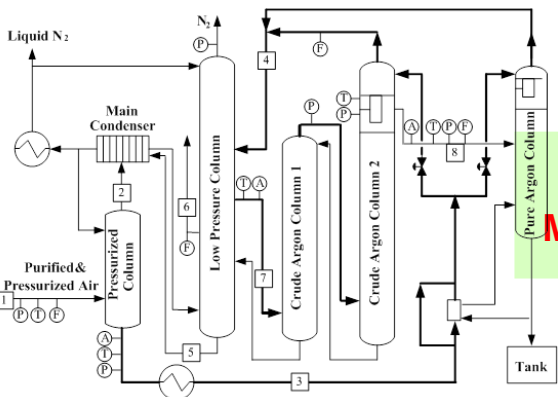 N₂
Liquid N₂
P
4
F
Main
Condenser
T
P
P
A T P F
8
2
6
T A
F
Low Pressure Column
Crude Argon Column 1
Crude Argon Column 2
Pure Argon Column
M
Purified&
Pressurized Air
Pressurized
Column
7
1
P T F
5
A
T
P
3
Tank